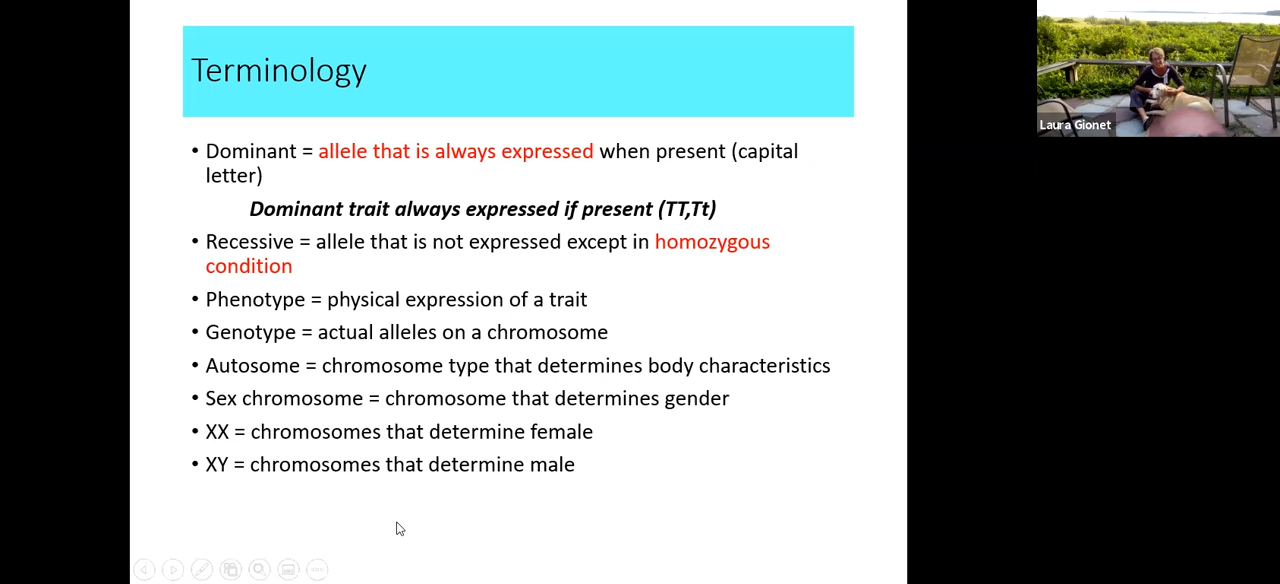 Terminology
• Dominant = allele that is always expressed when present (capital
letter)
Dominant trait always expressed if present (TT,Tt)
• Recessive = allele that is not expressed except in homozygous
condition
• Phenotype = physical expression of a trait
• Genotype = actual alleles on a chromosome
• Autosome = chromosome type that determines body characteristics
• Sex chromosome = chromosome that determines gender
• XX = chromosomes that determine female
• XY = chromosomes that determine male
Laura Gionet